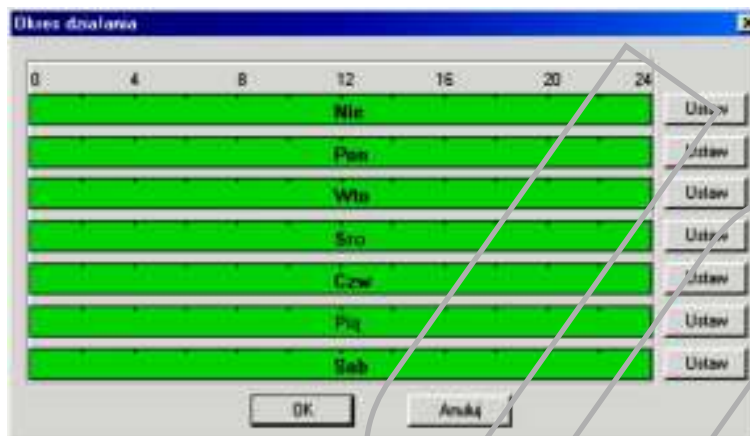 Okres działania
0 4 8 12 16 20 24
Nie Ustaw
Pon Ustaw
Wto Ustaw
Śro Ustaw
Czw Ustaw
Pią Ustaw
Sob Ustaw
OK Anuluj